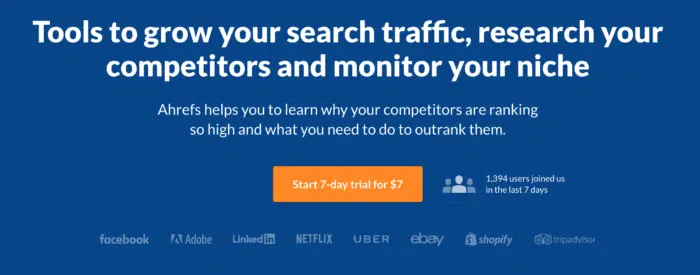 Tools to grow your search traffic, research your
competitors and monitor your niche
Ahrefs helps you to learn why your competitors are ranking
so high and what you need to do to outrank them.
Start 7-day trial for $7
1,394 users joined us
in the last 7 days
facebook Adobe Linked in NETFLIX UBER ebay shopify tripadvisor